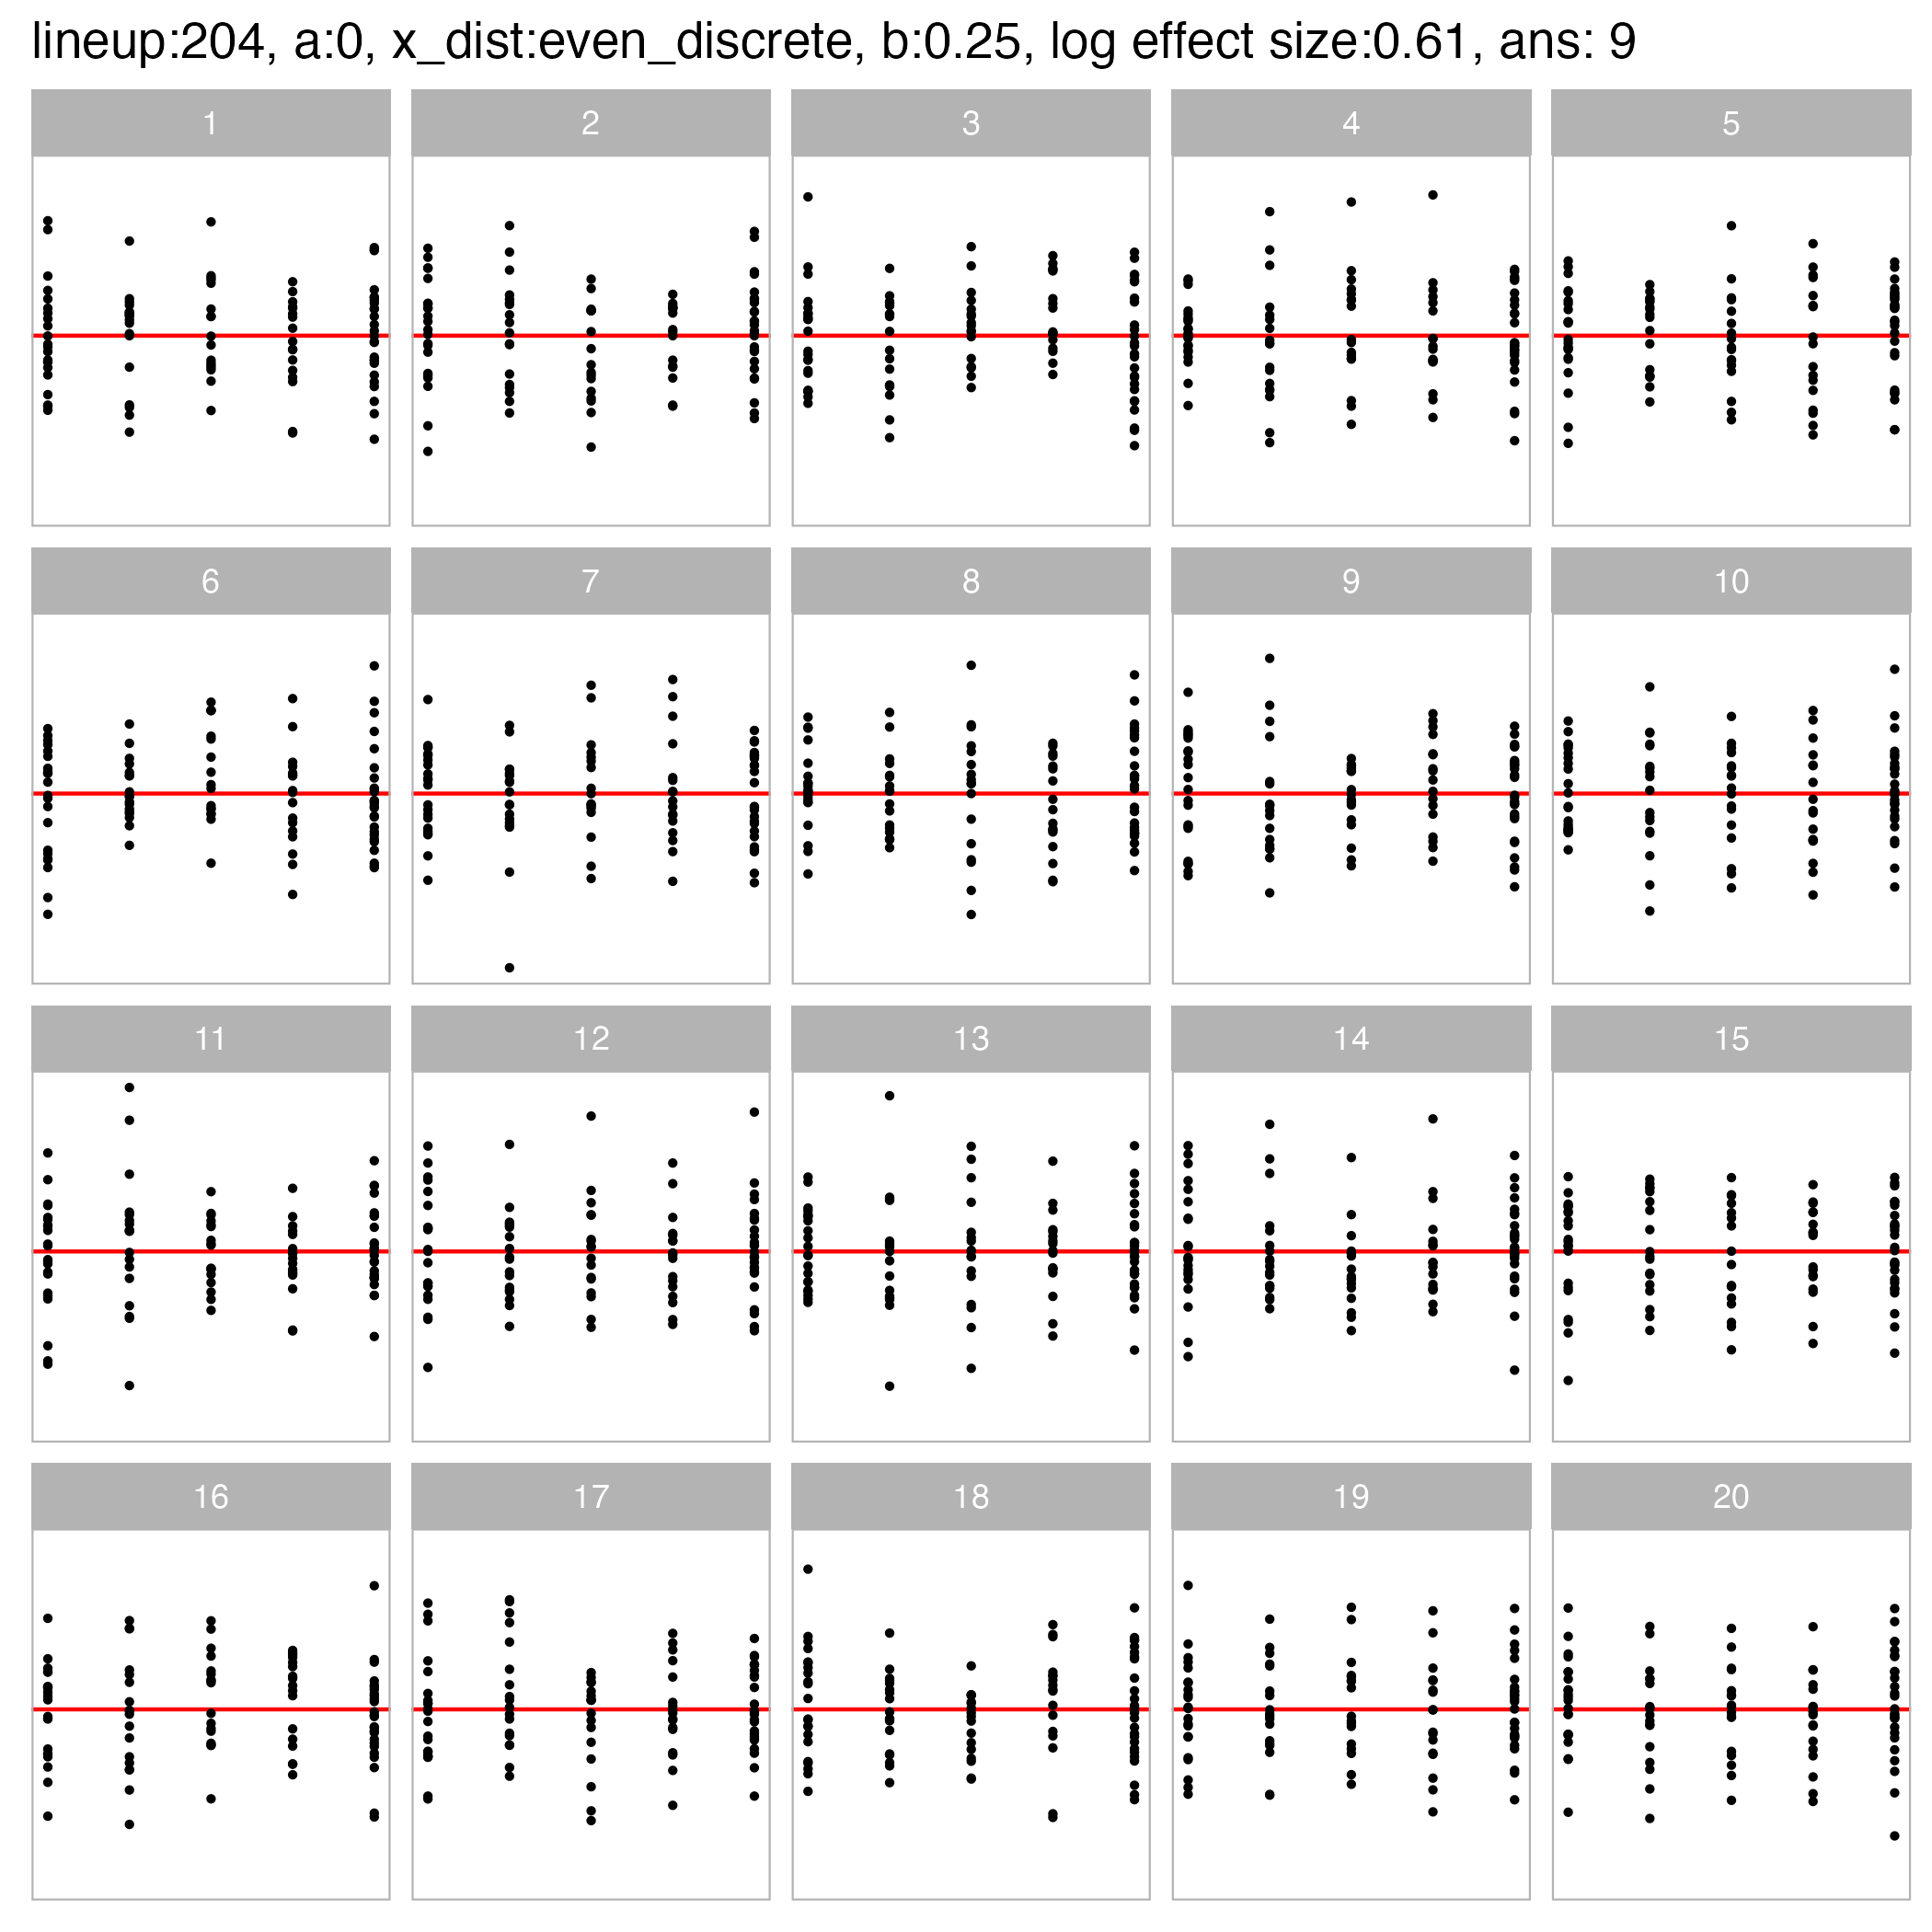 lineup:204, a:0, x_dist:even_discrete, b:0.25, log effect size:0.61, ans: 9
1 2 3 4 5
6 7 8 9 10
11 12 13 14 15
16 17 18 19 20